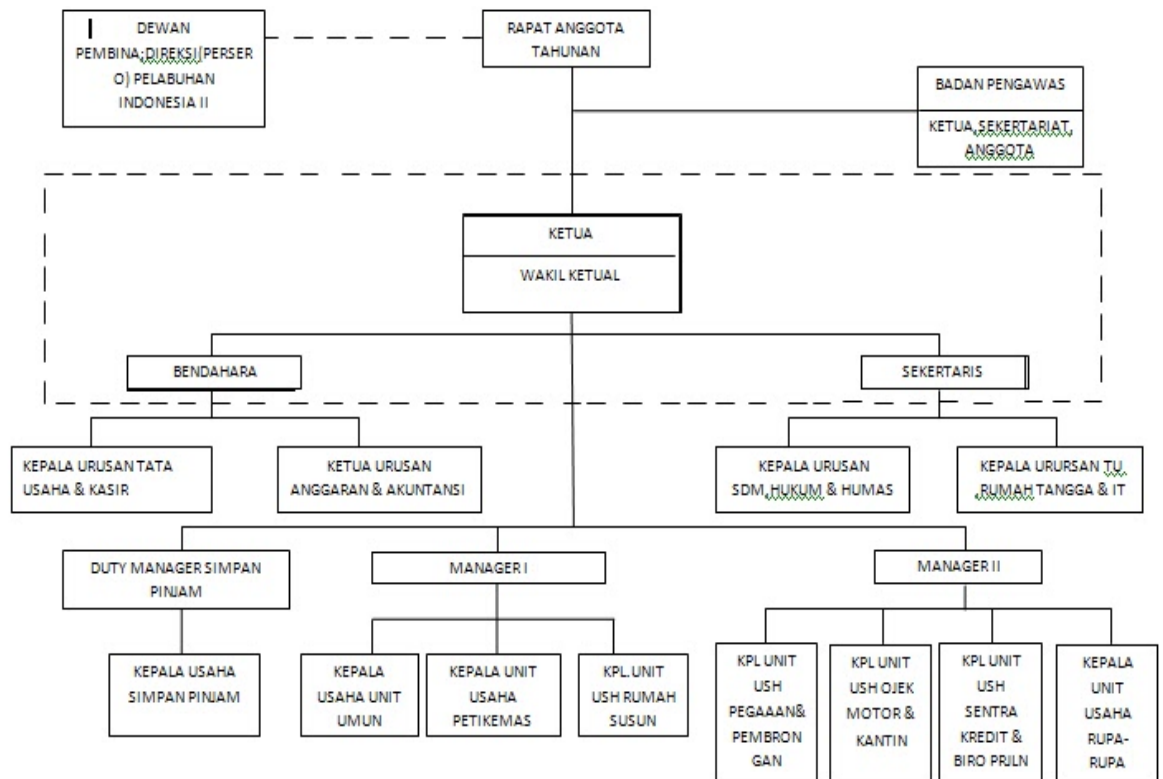 DEWAN
PEMBINA;DIREKSI(PERSER
O) PELABUHAN
INDONESIA II
RAPAT ANGGOTA
TAHUNAN
BADAN PENGAWAS
KETUA,SEKERTARIAT,
ANGGOTA
KETUA
WAKIL KETUAL
BENDAHARA
SEKERTARIS
KEPALA URUSAN TATA
USAHA & KASIR
KETUA URUSAN
ANGGARAN & AKUNTANSI
KEPALA URUSAN
SDM,HUKUM & HUMAS
KEPALA URURSAN TU
,RUMAH TANGGA & IT
DUTY MANAGER SIMPAN
PINJAM
MANAGER I
MANAGER II
KEPALA USAHA
SIMPAN PINJAM
KEPALA
USAHA UNIT
UMUN
KEPALA UNIT
USAHA
PETIKEMAS
KPL.UNIT
USH RUMAH
SUSUN
KPL UNIT
USH
PEGAAAN&
PEMBRON
GAN
KPL UNIT
USH OJEK
MOTOR &
KANTIN
KPL UNIT
USH
SENTRA
KREDIT &
BIRO PRJLN
KEPALA
UNIT
USAHA
RUPA-
RUPA